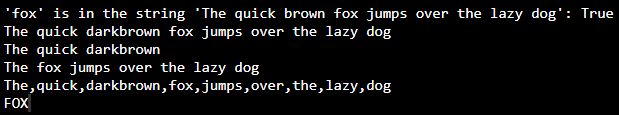 'fox' is in the string 'The quick brown fox jumps over the lazy dog': True
The quick darkbrown fox jumps over the lazy dog
The quick darkbrown
The fox jumps over the lazy dog
The,quick,darkbrown,fox,jumps,over,the,lazy,dog
FOX